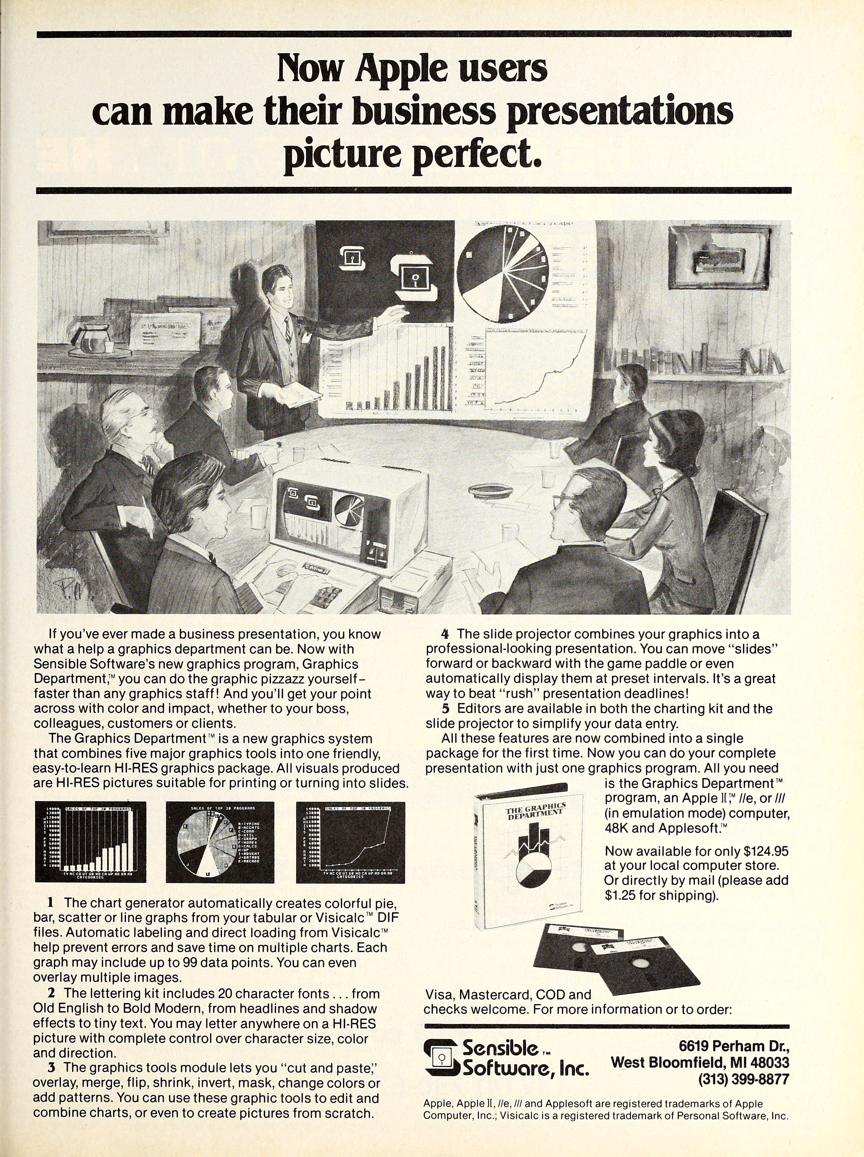 Now Apple users
can make their business presentations
picture perfect.
If you've ever made a business presentation, you know
what a help a graphics department can be. Now with
Sensible Software's new graphics program, Graphics
Department,™ you can do the graphic pizzazz yourself–
faster than any graphics staff! And you'll get your point
across with color and impact, whether to your boss,
colleagues, customers or clients.
The Graphics Department™ is a new graphics system
that combines five major graphics tools into one friendly,
easy-to-learn HI-RES graphics package. All visuals produced
are HI-RES pictures suitable for printing or turning into slides.
SALES OF TOP 30 PROGRAMS
CATEGORIES
SALES OF TOP 30 PROGRAMS
SALES OF TOP 30 PROGRAMS
CATEGORIES
1 The chart generator automatically creates colorful pie,
bar, scatter or line graphs from your tabular or Visicalc™ DIF
files. Automatic labeling and direct loading from Visicalc™
help prevent errors and save time on multiple charts. Each
graph may include up to 99 data points. You can even
overlay multiple images.
2 The lettering kit includes 20 character fonts . . . from
Old English to Bold Modern, from headlines and shadow
effects to tiny text. You may letter anywhere on a HI-RES
picture with complete control over character size, color
and direction.
3 The graphics tools module lets you "cut and paste,"
overlay, merge, flip, shrink, invert, mask, change colors or
add patterns. You can use these graphic tools to edit and
combine charts, or even to create pictures from scratch.
4 The slide projector combines your graphics into a
professional-looking presentation. You can move "slides"
forward or backward with the game paddle or even
automatically display them at preset intervals. It's a great
way to beat "rush" presentation deadlines!
5 Editors are available in both the charting kit and the
slide projector to simplify your data entry.
All these features are now combined into a single
package for the first time. Now you can do your complete
presentation with just one graphics program. All you need
is the Graphics Department™
program, an Apple ][,™ //e, or ///
(in emulation mode) computer,
48K and Applesoft.™
THE GRAPHICS
DEPARTMENT
Now available for only $124.95
at your local computer store.
Or directly by mail (please add
$1.25 for shipping).
Visa, Mastercard, COD and
checks welcome. For more information or to order:
Sensible™
Software, Inc.
6619 Perham Dr.,
West Bloomfield, MI 48033
(313) 399-8877
Apple, Apple ][, //e, /// and Applesoft are registered trademarks of Apple
Computer, Inc.; Visicalc is a registered trademark of Personal Software, Inc.